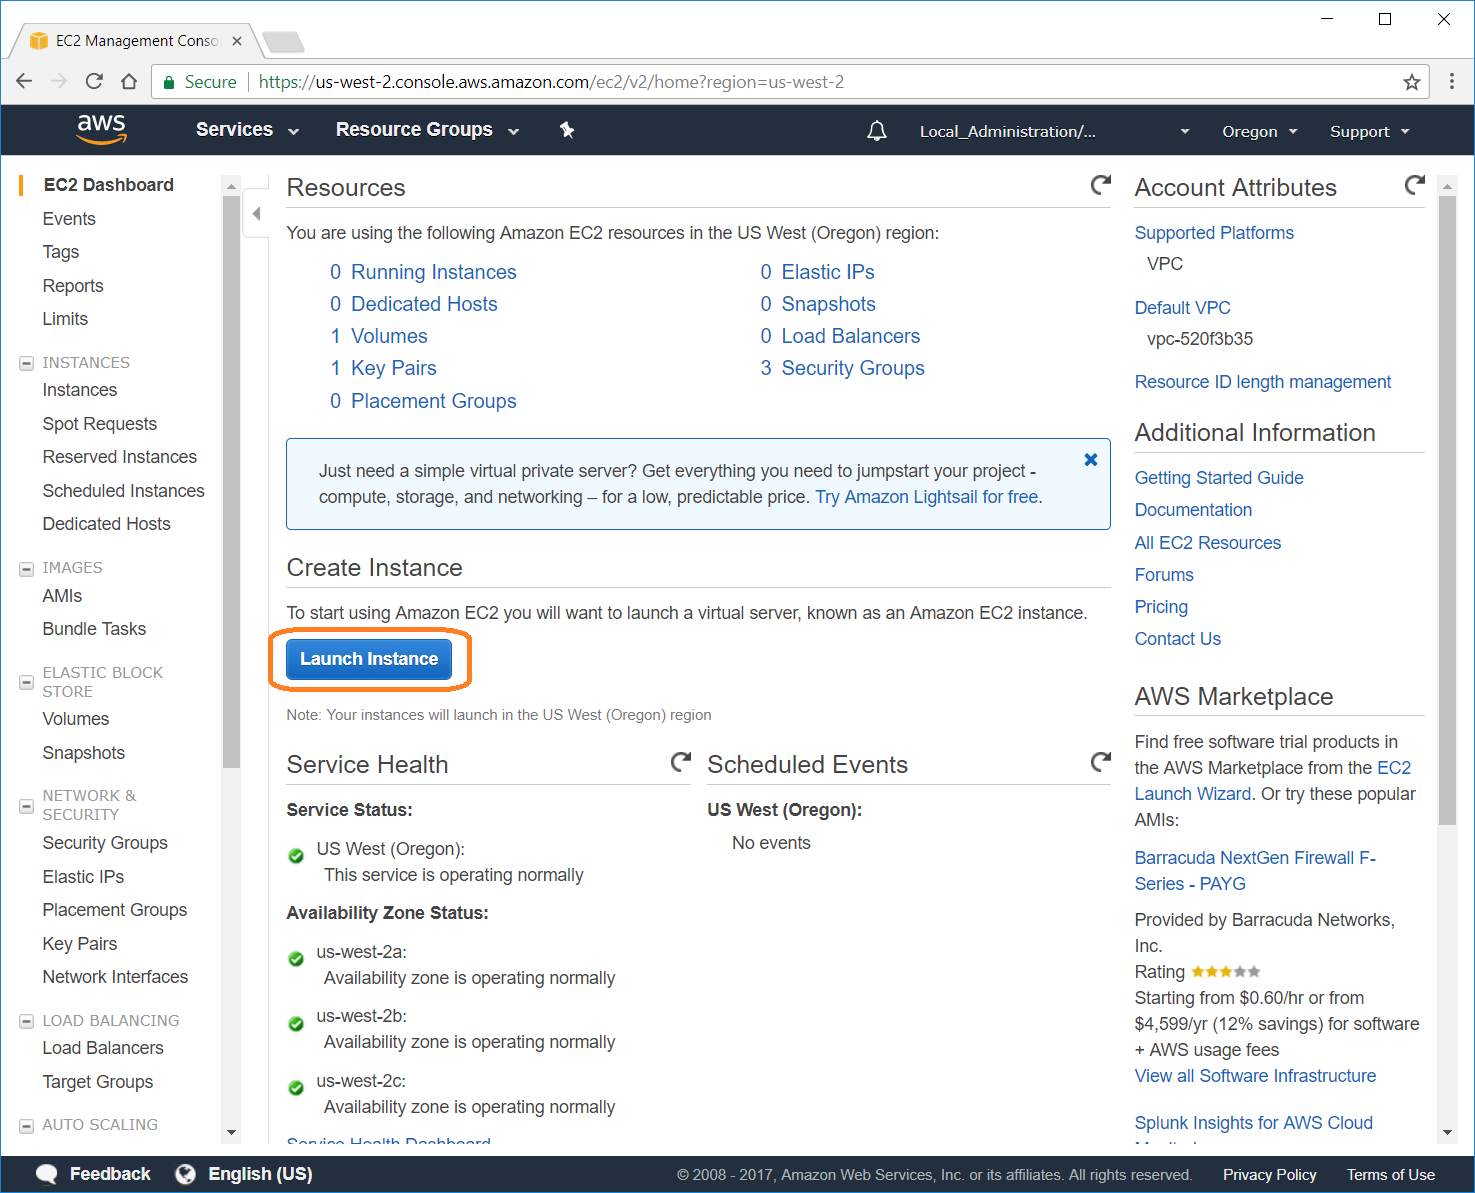 EC2 Management Conso
Secure
https://us-west-2.console.aws.amazon.com/ec2/v2/home?region=us-west-2
aws
Services
Resource Groups
Local_Administration/...
Oregon
Support
EC2 Dashboard
Events
Tags
Reports
Limits
INSTANCES
Instances
Spot Requests
Reserved Instances
Scheduled Instances
Dedicated Hosts
IMAGES
AMIs
Bundle Tasks
ELASTIC BLOCK
STORE
Volumes
Snapshots
NETWORK &
SECURITY
Security Groups
Elastic IPs
Placement Groups
Key Pairs
Network Interfaces
LOAD BALANCING
Load Balancers
Target Groups
AUTO SCALING
Resources
You are using the following Amazon EC2 resources in the US West (Oregon) region:
0 Running Instances
0 Elastic IPs
0 Dedicated Hosts
0 Snapshots
1 Volumes
0 Load Balancers
1 Key Pairs
3 Security Groups
0 Placement Groups
Just need a simple virtual private server? Get everything you need to jumpstart your project -
compute, storage, and networking – for a low, predictable price. Try Amazon Lightsail for free.
Create Instance
To start using Amazon EC2 you will want to launch a virtual server, known as an Amazon EC2 instance.
Launch Instance
Note: Your instances will launch in the US West (Oregon) region
Service Health
Service Status:
US West (Oregon):
This service is operating normally
Availability Zone Status:
us-west-2a:
Availability zone is operating normally
us-west-2b:
Availability zone is operating normally
us-west-2c:
Availability zone is operating normally
Service Health Dashboard
Scheduled Events
US West (Oregon):
No events
Account Attributes
Supported Platforms
VPC
Default VPC
vpc-520f3b35
Resource ID length management
Additional Information
Getting Started Guide
Documentation
All EC2 Resources
Forums
Pricing
Contact Us
AWS Marketplace
Find free software trial products in
the AWS Marketplace from the EC2
Launch Wizard. Or try these popular
AMIs:
Barracuda NextGen Firewall F-
Series - PAYG
Provided by Barracuda Networks,
Inc.
Rating
Starting from $0.60/hr or from
$4,599/yr (12% savings) for software
+ AWS usage fees
View all Software Infrastructure
Splunk Insights for AWS Cloud
Feedback
English (US)
© 2008 - 2017, Amazon Web Services, Inc. or its affiliates. All rights reserved.
Privacy Policy
Terms of Use